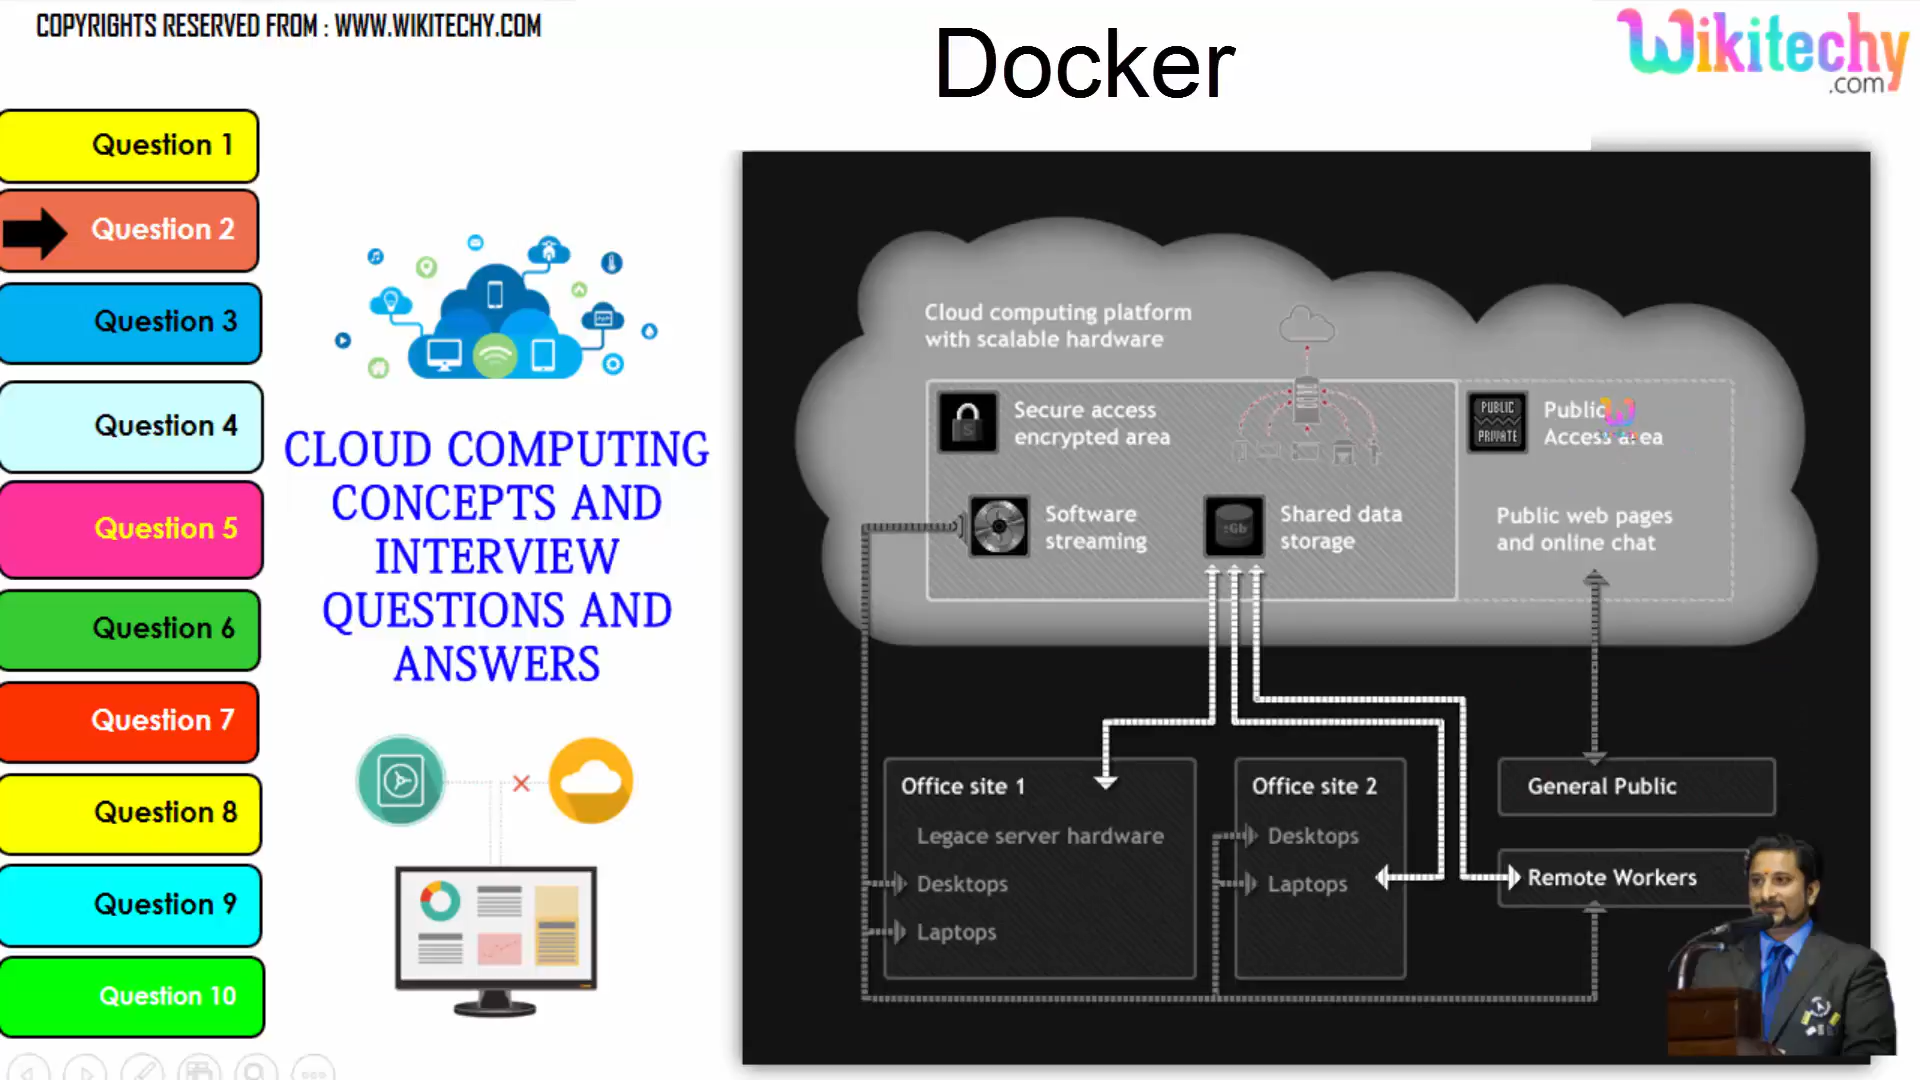 COPYRIGHTS RESERVED FROM : WWW.WIKITECHY.COM
Docker
Wikitechy
.com
Question 1
Question 2
Question 3
Question 4
Question 5
Question 6
Question 7
Question 8
Question 9
Question 10
CLOUD COMPUTING
CONCEPTS AND
INTERVIEW
QUESTIONS AND
ANSWERS
Cloud computing platform
with scalable hardware
Secure access
encrypted area
PUBLIC
PRIVATE
Public
Access area
Software
streaming
:Gb
Shared data
storage
Public web pages
and online chat
Office site 1
Legace server hardware
Desktops
Laptops
Office site 2
Desktops
Laptops
General Public
Remote Workers